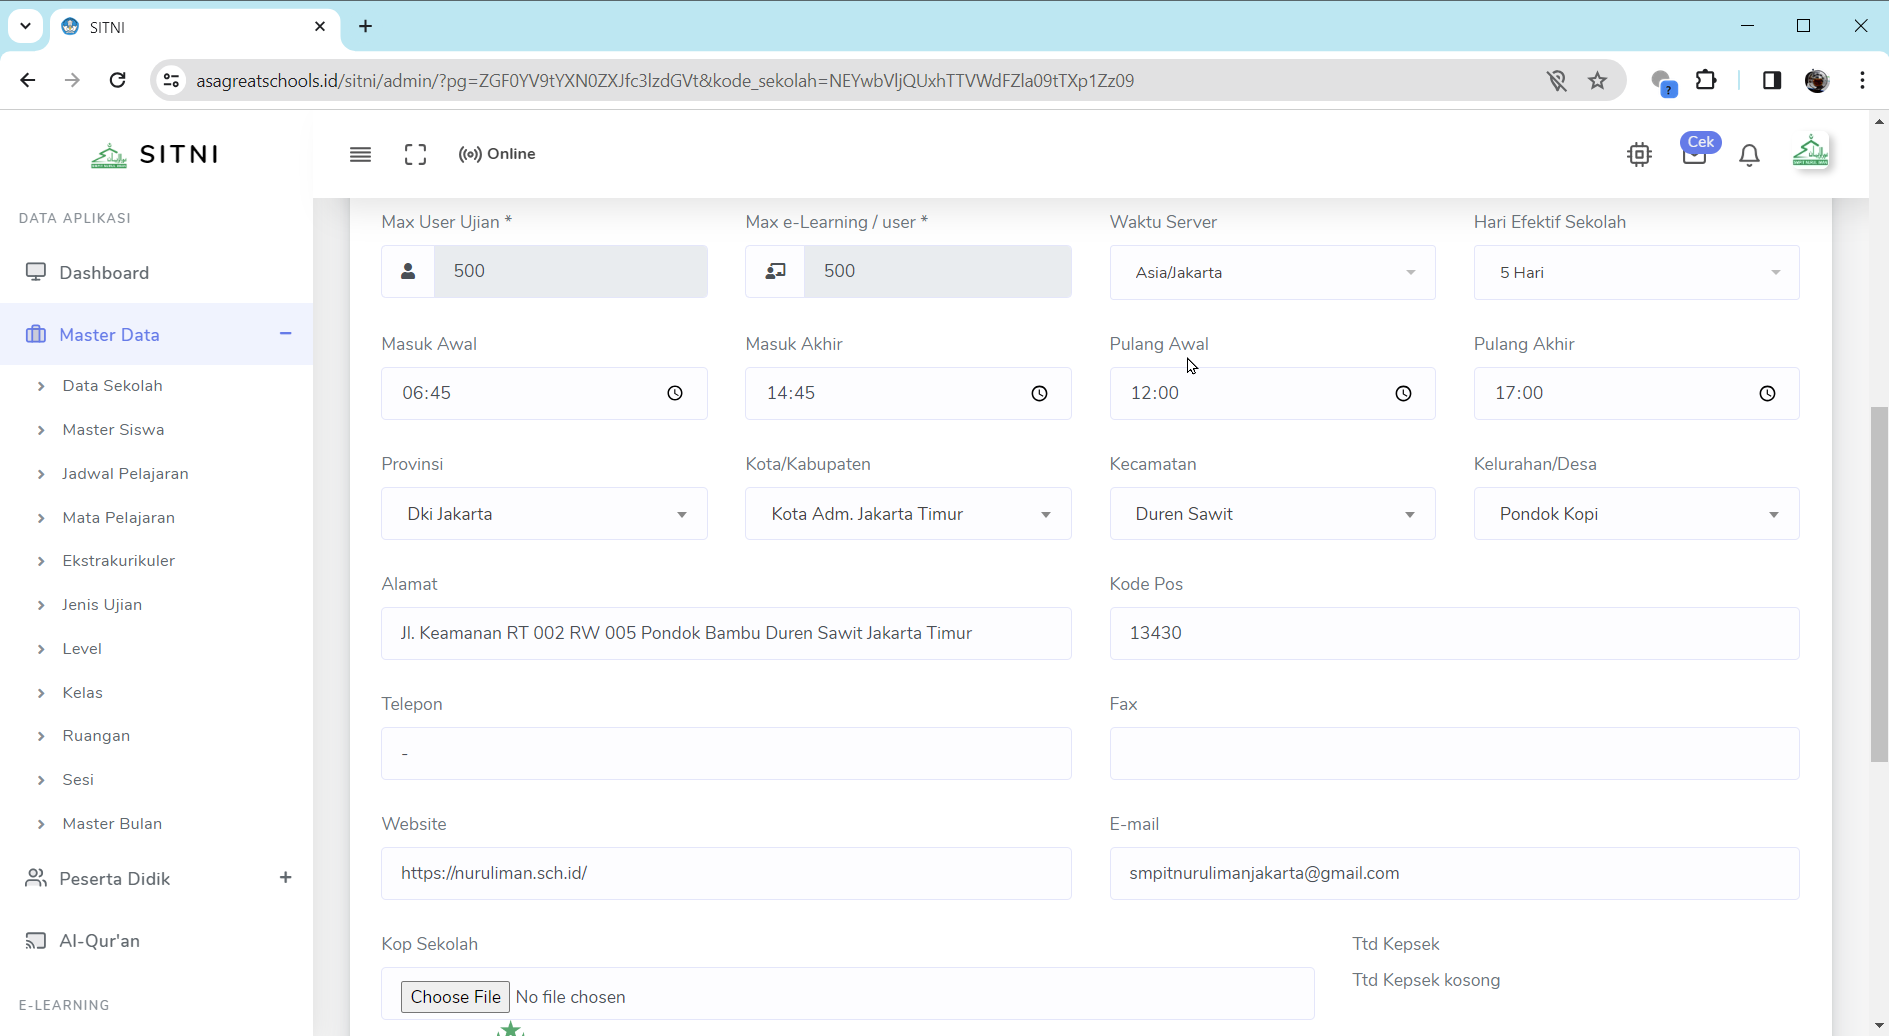 SITNI
asagreatschools.id/sitni/admin/?pg=ZGF0YV9tYXN0ZXJfc3lzdGVt&kode_sekolah=NEYwbVljQUxhTTVWdFZla09tTXp1Zz09
?
SITNI
Online
Cek
DATA APLIKASI
Dashboard
Master Data
Data Sekolah
Master Siswa
Jadwal Pelajaran
Mata Pelajaran
Ekstrakurikuler
Jenis Ujian
Level
Kelas
Ruangan
Sesi
Master Bulan
Peserta Didik
Al-Qur'an
E-LEARNING
Max User Ujian * Max e-Learning / user * Waktu Server Hari Efektif Sekolah
500 500 Asia/Jakarta 5 Hari
Masuk Awal Masuk Akhir Pulang Awal Pulang Akhir
06:45 14:45 12:00 17:00
Provinsi Kota/Kabupaten Kecamatan Kelurahan/Desa
Dki Jakarta Kota Adm. Jakarta Timur Duren Sawit Pondok Kopi
Alamat Kode Pos
Jl. Keamanan RT 002 RW 005 Pondok Bambu Duren Sawit Jakarta Timur 13430
Telepon Fax
-
Website E-mail
https://nuruliman.sch.id/ smpitnurulimanjakarta@gmail.com
Kop Sekolah Ttd Kepsek
Choose File No file chosen Ttd Kepsek kosong